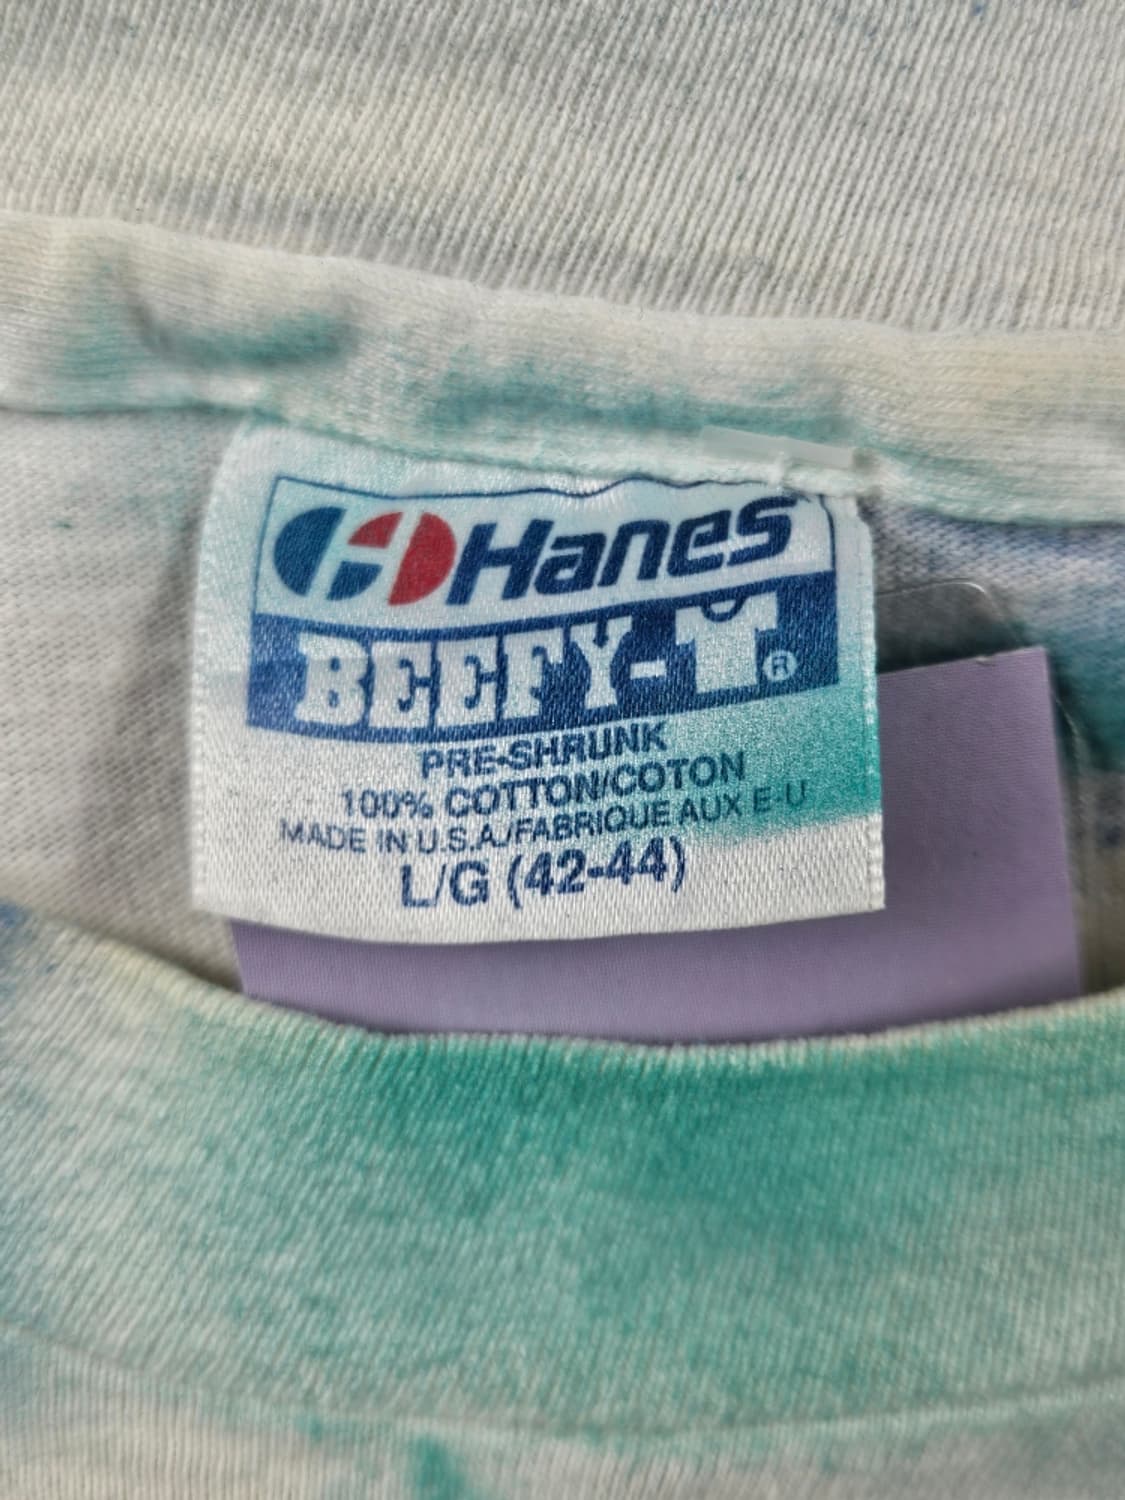 Hanes
BEEFY-T®
PRE-SHRUNK
100% COTTON/COTON
MADE IN U.S.A./FABRIQUE AUX E-U
L/G (42-44)